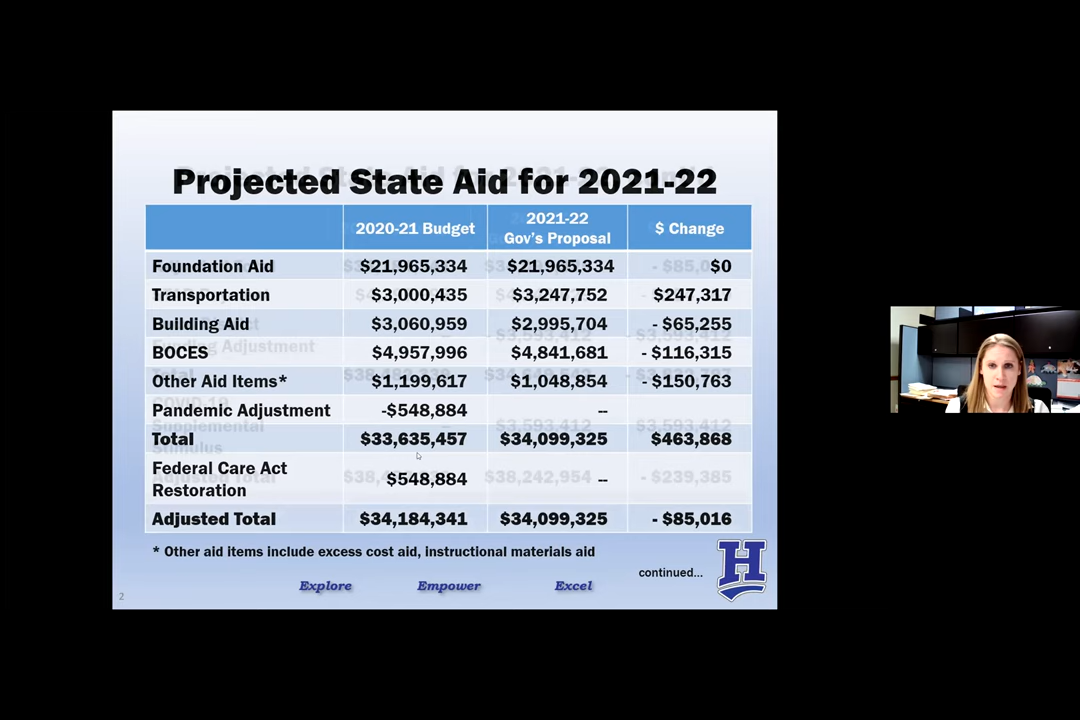 Projected State Aid for 2021-22
2020-21 Budget 2021-22 Gov's Proposal $ Change
Foundation Aid $21,965,334 $21,965,334 $0
Transportation $3,000,435 $3,247,752 $247,317
Building Aid $3,060,959 $2,995,704 - $65,255
BOCES $4,957,996 $4,841,681 - $116,315
Other Aid Items* $1,199,617 $1,048,854 - $150,763
Pandemic Adjustment -$548,884 --
Total $33,635,457 $34,099,325 $463,868
Federal Care Act Restoration $548,884 --
Adjusted Total $34,184,341 $34,099,325 - $85,016
* Other aid items include excess cost aid, instructional materials aid
continued...
H
Explore Empower Excel
2